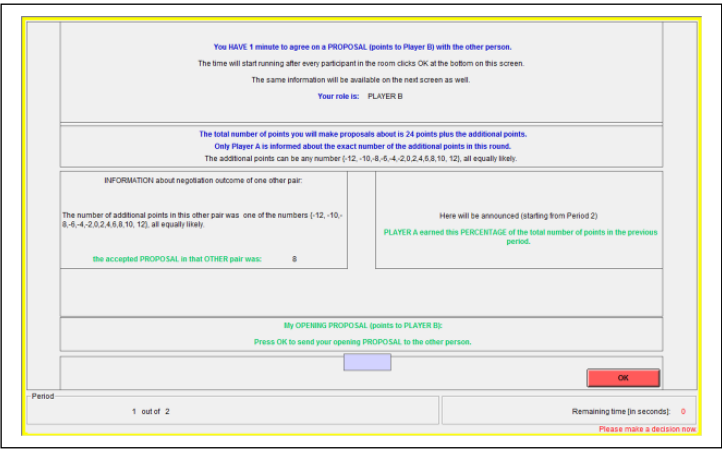 You HAVE 1 minute to agree on a PROPOSAL (points to Player B) with the other person.
The time will start running after every participant in the room clicks OK at the bottom on this screen.
The same information will be available on the next screen as well.
Your role is: PLAYER B
The total number of points you will make proposals about is 24 points plus the additional points.
Only Player A is informed about the exact number of the additional points in this round.
The additional points can be any number {-12, -10,-8,-6,-4,-2,0,2,4,6,8,10, 12}, all equally likely.
INFORMATION about negotiation outcome of one other pair:
The number of additional points in this other pair was one of the numbers {-12, -10,-
8,-6,-4,-2,0,2,4,6,8,10, 12}, all equally likely.
the accepted PROPOSAL in that OTHER pair was: 8
Here will be announced (starting from Period 2)
PLAYER A earned this PERCENTAGE of the total number of points in the previous
period.
My OPENING PROPOSAL (points to PLAYER B):
Press OK to send your opening PROPOSAL to the other person.
OK
Period
1 out of 2
Remaining time [in seconds]: 0
Please make a decision now.